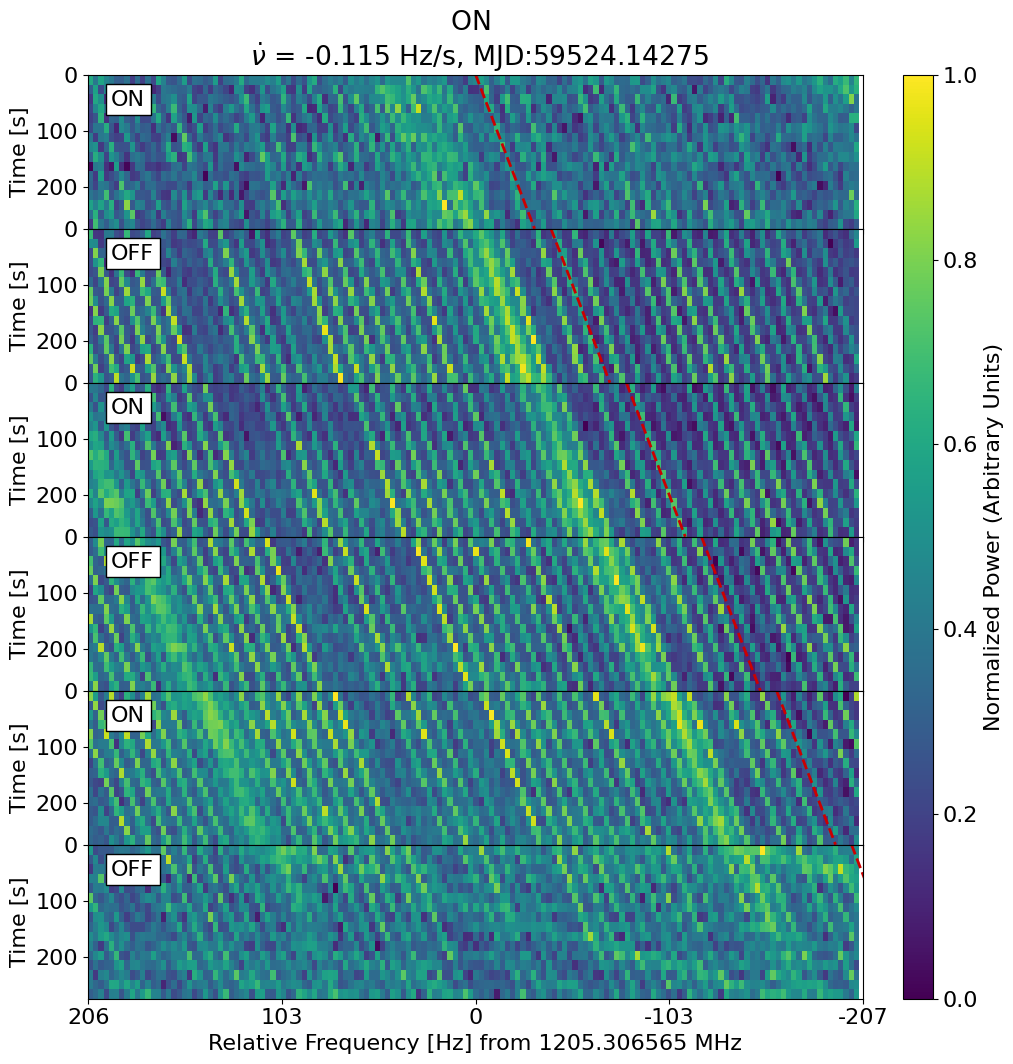 ON
ν̇ = -0.115 Hz/s, MJD:59524.14275
0
ON
100
Time [s]
200
0
OFF
100
Time [s]
200
0
ON
100
Time [s]
200
0
OFF
100
Time [s]
200
0
ON
100
Time [s]
200
0
OFF
100
Time [s]
200
206 103 0 -103 -207
Relative Frequency [Hz] from 1205.306565 MHz
1.0
0.8
0.6
0.4
0.2
0.0
Normalized Power (Arbitrary Units)